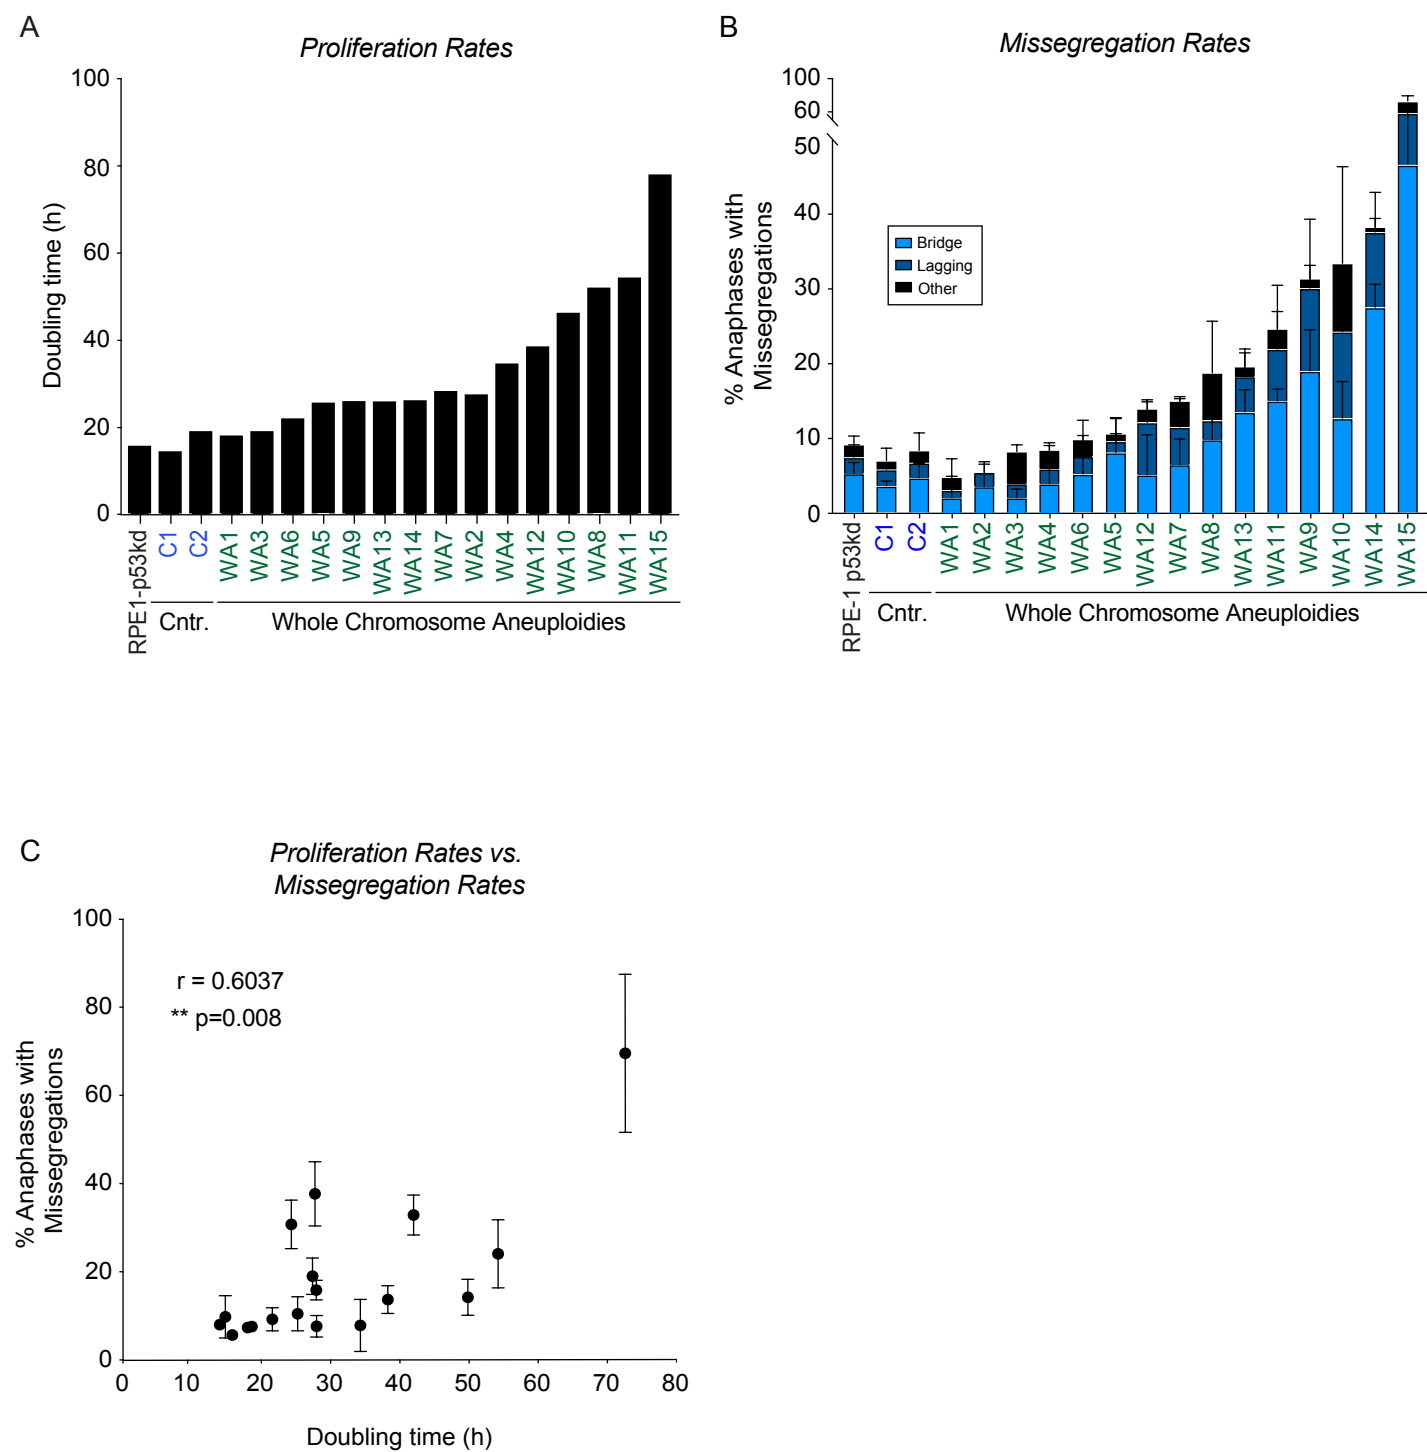 A
Proliferation Rates
Doubling time (h)
100
80
60
40
20
0
RPE1-p53kd
C1
C2
WA1
WA3
WA6
WA5
WA9
WA13
WA14
WA7
WA2
WA4
WA12
WA10
WA8
WA11
WA15
Cntr.
Whole Chromosome Aneuploidies
B
Missegregation Rates
% Anaphases with
Missegregations
100
60
50
40
30
20
10
0
Bridge
Lagging
Other
RPE-1 p53kd
C1
C2
WA1
WA2
WA3
WA4
WA6
WA5
WA12
WA7
WA8
WA13
WA11
WA9
WA10
WA14
WA15
Cntr.
Whole Chromosome Aneuploidies
C
Proliferation Rates vs.
Missegregation Rates
% Anaphases with
Missegregations
100
80
60
40
20
0
r = 0.6037
** p=0.008
0 10 20 30 40 50 60 70 80
Doubling time (h)